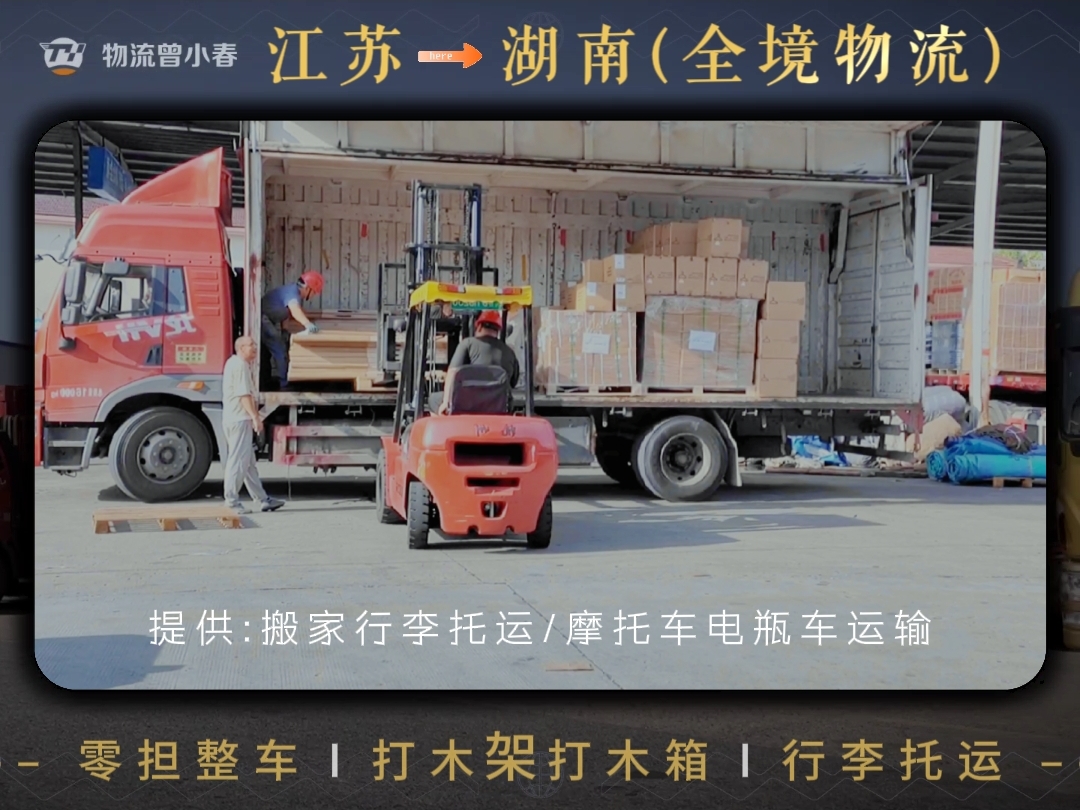 物流曾小春
江苏 here 湖南(全境物流)
提供:搬家行李托运/摩托车电瓶车运输
- 零担整车 | 打木架打木箱 | 行李托运 -